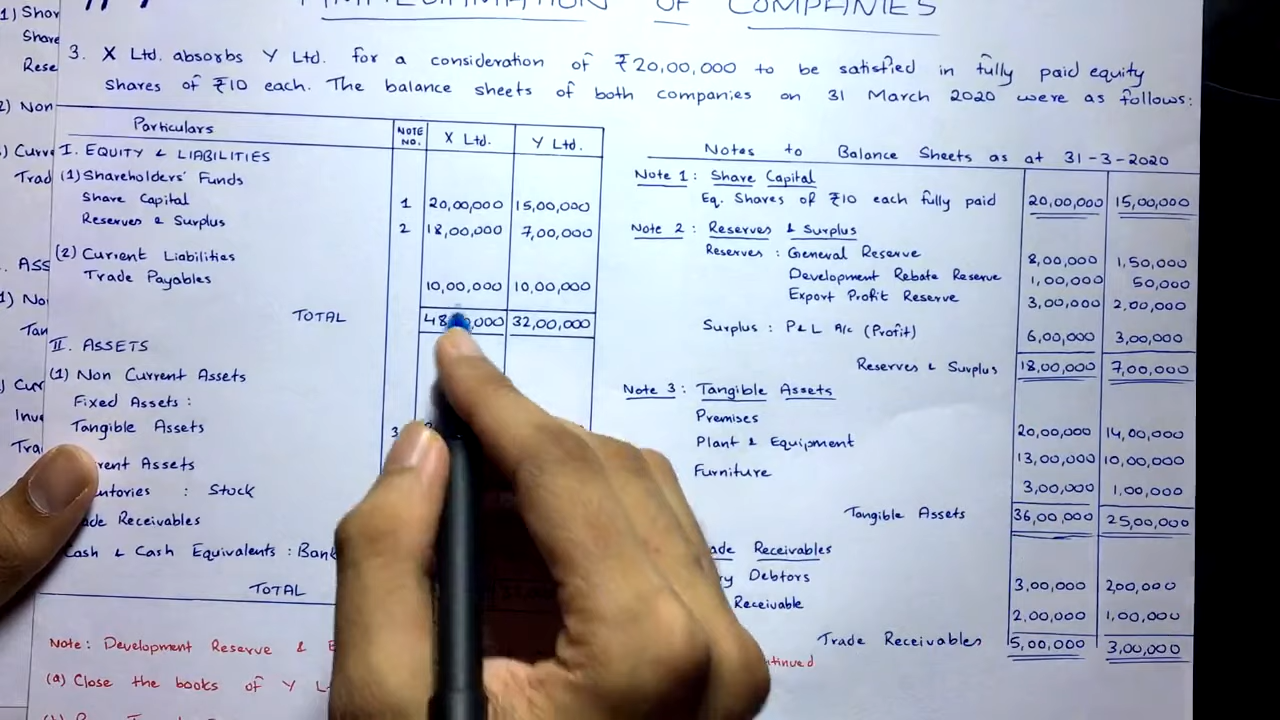 OF COMPANIES
3. X Ltd. absorbs Y Ltd. for a consideration of ₹20,00,000 to be satisfied in fully paid equity
shares of ₹10 each. The balance sheets of both companies on 31 March 2020 were as follows:
Particulars NOTE NO. X Ltd. Y Ltd.
I. EQUITY & LIABILITIES
(1) Shareholders' Funds
Share Capital 1 20,00,000 15,00,000
Reserves & Surplus 2 18,00,000 7,00,000
(2) Current Liabilities
Trade Payables 10,00,000 10,00,000
TOTAL 32,00,000
II. ASSETS
(1) Non Current Assets
Fixed Assets:
Tangible Assets 3
Assets
: Stock
Receivables
Cash & Cash Equivalents : Bank
TOTAL
Note: Development Reserve &
(a) Close the books of Y
Notes to Balance Sheets as at 31-3-2020
Note 1: Share Capital
Eq. Shares of ₹10 each fully paid 20,00,000 15,00,000
Note 2: Reserves & Surplus
Reserves: General Reserve 8,00,000 1,50,000
Development Rebate Reserve 1,00,000 50,000
Export Profit Reserve 3,00,000 2,00,000
Surplus: P&L A/c (Profit) 6,00,000 3,00,000
Reserves & Surplus 18,00,000 7,00,000
Note 3: Tangible Assets
Premises 20,00,000 14,00,000
Plant & Equipment 13,00,000 10,00,000
Furniture 3,00,000 1,00,000
Tangible Assets 36,00,000 25,00,000
Receivables
Debtors 3,00,000 200,000
Receivable 2,00,000 1,00,000
Trade Receivables 5,00,000 3,00,000